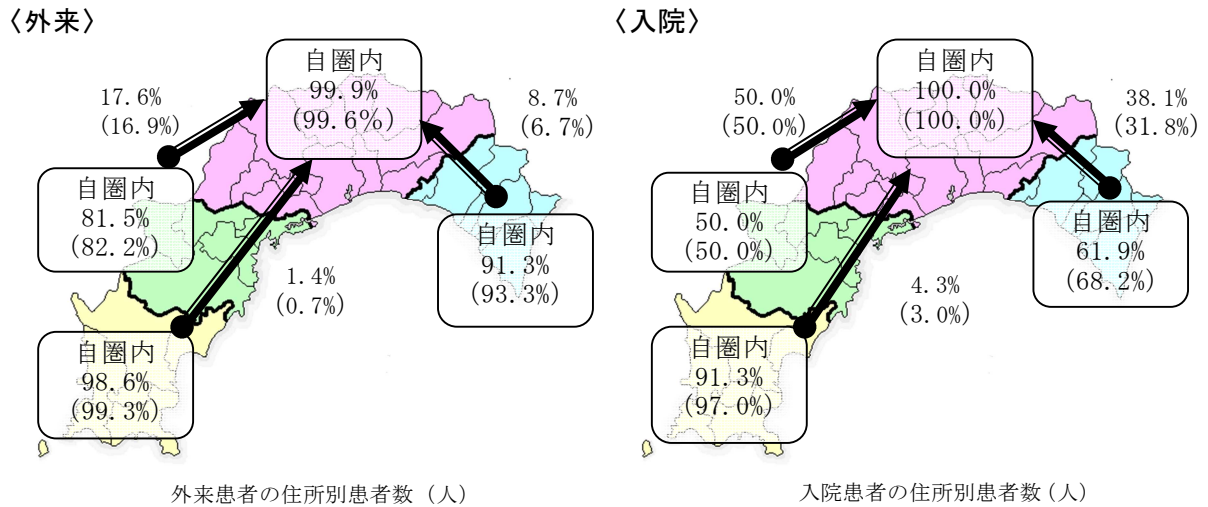 〈外来〉
自圏内
99.9%
(99.6%)
17.6%
(16.9%)
8.7%
(6.7%)
自圏内
81.5%
(82.2%)
自圏内
91.3%
(93.3%)
1.4%
(0.7%)
自圏内
98.6%
(99.3%)
外来患者の住所別患者数（人）
〈入院〉
自圏内
100.0%
(100.0%)
50.0%
(50.0%)
38.1%
(31.8%)
自圏内
50.0%
(50.0%)
自圏内
61.9%
(68.2%)
4.3%
(3.0%)
自圏内
91.3%
(97.0%)
入院患者の住所別患者数（人）